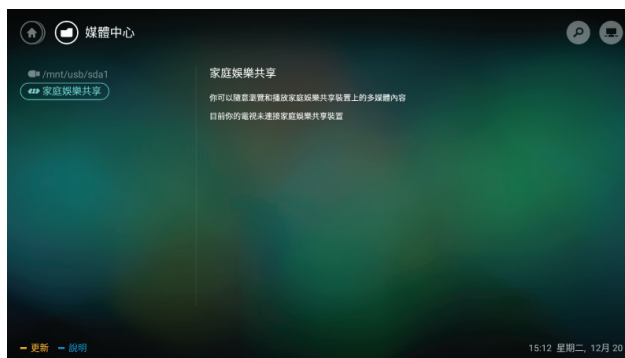 媒體中心
/mnt/usb/sda1
家庭娛樂共享
家庭娛樂共享
你可以隨意瀏覽和播放家庭娛樂共享裝置上的多媒體內容
目前你的電視未連接家庭娛樂共享裝置
更新 說明
15:12 星期二, 12月 20